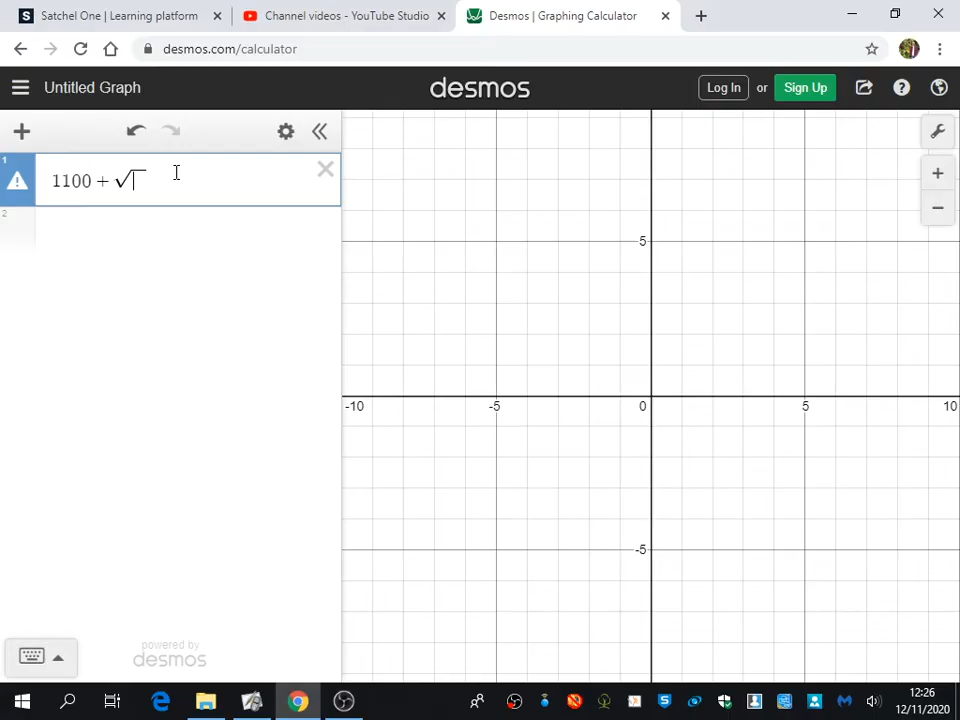 S Satchel One | Learning platform
Channel videos - YouTube Studio
Desmos | Graphing Calculator
desmos.com/calculator
Untitled Graph
desmos
Log In or Sign Up
1
1100 + √
2
5
-10 -5 0 5 10
-5
powered by
desmos
12:26
12/11/2020